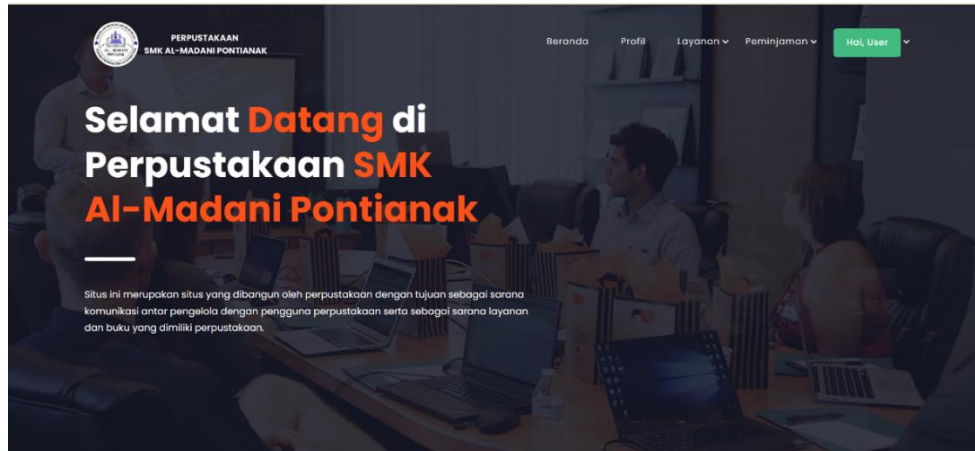 PERPUSTAKAAN
SMK AL-MADANI PONTIANAK
Beranda Profil Layanan Peminjaman Hai, User
Selamat Datang di
Perpustakaan SMK
Al-Madani Pontianak
Situs ini merupakan situs yang dibangun oleh perpustakaan dengan tujuan sebagai sarana
komunikasi antar pengelola dengan pengguna perpustakaan serta sebagai sarana layanan
dan buku yang dimiliki perpustakaan.